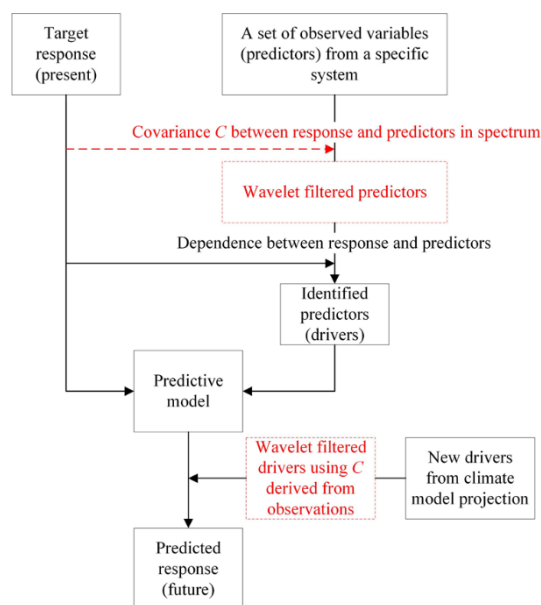 Target
response
(present)
A set of observed variables
(predictors) from a specific
system
Covariance C between response and predictors in spectrum
Wavelet filtered predictors
Dependence between response and predictors
Identified
predictors
(drivers)
Predictive
model
Wavelet filtered
drivers using C
derived from
observations
New drivers
from climate
model projection
Predicted
response
(future)